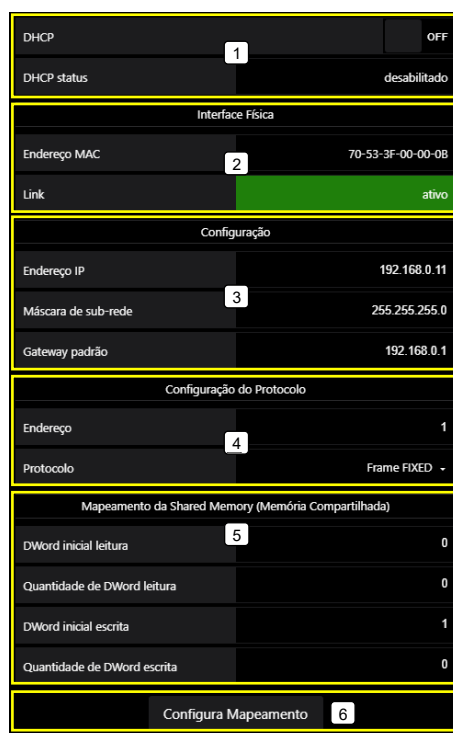 DHCP OFF
1
DHCP status desabilitado
Interface Física
Endereço MAC 70-53-3F-00-00-0B
2
Link ativo
Configuração
Endereço IP 192.168.0.11
3
Máscara de sub-rede 255.255.255.0
Gateway padrão 192.168.0.1
Configuração do Protocolo
Endereço 1
4
Protocolo Frame FIXED
Mapeamento da Shared Memory (Memória Compartilhada)
5
DWord inicial leitura 0
Quantidade de DWord leitura 0
DWord inicial escrita 1
Quantidade de DWord escrita 0
Configura Mapeamento 6